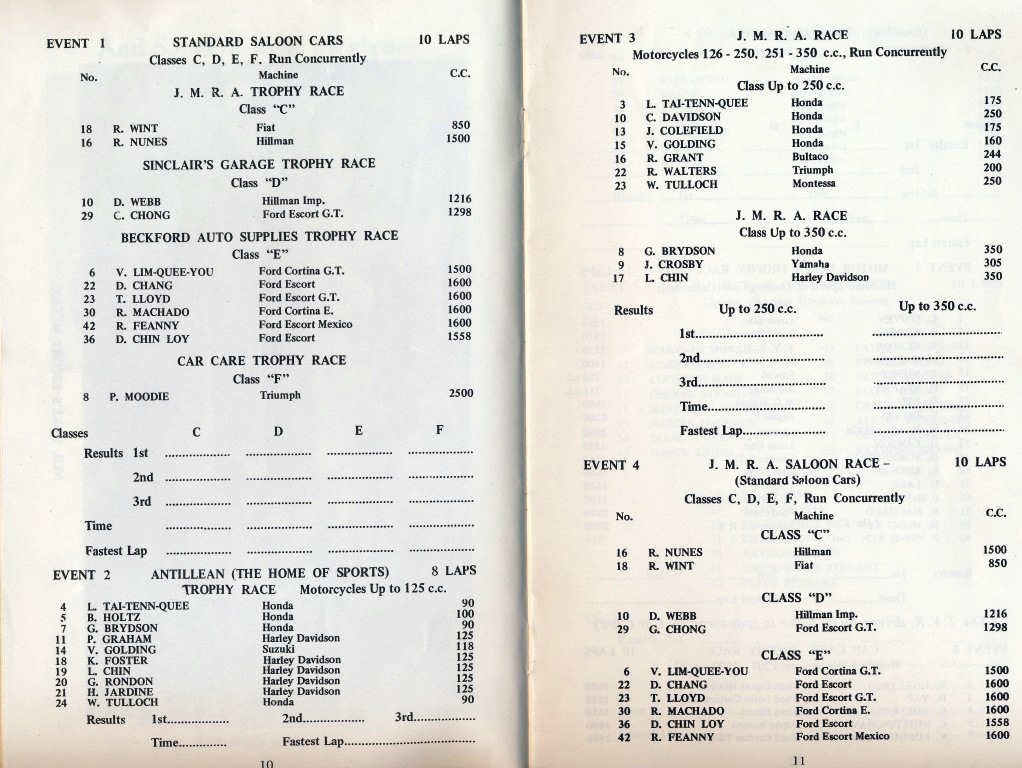 EVENT 1 STANDARD SALOON CARS 10 LAPS
Classes C, D, E, F, Run Concurrently
No. Machine C.C.
J. M. R. A. TROPHY RACE
Class "C"
18 R. WINT Fiat 850
16 R. NUNES Hillman 1500
SINCLAIR'S GARAGE TROPHY RACE
Class "D"
10 D. WEBB Hillman Imp. 1216
29 C. CHONG Ford Escort G.T. 1298
BECKFORD AUTO SUPPLIES TROPHY RACE
Class "E"
6 V. LIM-QUEE-YOU Ford Cortina G.T. 1500
22 D. CHANG Ford Escort 1600
23 T. LLOYD Ford Escort G.T. 1600
30 R. MACHADO Ford Cortina E. 1600
42 R. FEANNY Ford Escort Mexico 1600
36 D. CHIN LOY Ford Escort 1558
CAR CARE TROPHY RACE
Class "F"
8 P. MOODIE Triumph 2500
Classes C D E F
Results 1st ................ ................ ................ ................
2nd ................ ................ ................ ................
3rd ................ ................ ................ ................
Time ................ ................ ................ ................
Fastest Lap ................ ................ ................ ................
EVENT 2 ANTILLEAN (THE HOME OF SPORTS) 8 LAPS
TROPHY RACE Motorcycles Up to 125 c.c.
4 L. TAI-TENN-QUEE Honda 90
5 B. HOLTZ Honda 100
7 G. BRYDSON Honda 90
11 P. GRAHAM Harley Davidson 125
14 V. GOLDING Suzuki 118
18 K. FOSTER Harley Davidson 125
19 L. CHIN Harley Davidson 125
20 G. RONDON Harley Davidson 125
21 H. JARDINE Harley Davidson 125
24 W. TULLOCH Honda 90
Results 1st................ 2nd................ 3rd................
Time................ Fastest Lap................................
10
EVENT 3 J. M. R. A. RACE 10 LAPS
Motorcycles 126 - 250, 251 - 350 c.c., Run Concurrently
No. Machine C.C.
Class Up to 250 c.c.
3 L. TAI-TENN-QUEE Honda 175
10 C. DAVIDSON Honda 250
13 J. COLEFIELD Honda 175
15 V. GOLDING Honda 160
16 R. GRANT Bultaco 244
22 R. WALTERS Triumph 200
23 W. TULLOCH Montessa 250
J. M. R. A. RACE
Class Up to 350 c.c.
8 G. BRYDSON Honda 350
9 J. CROSBY Yamaha 305
17 L. CHIN Harley Davidson 350
Results Up to 250 c.c. Up to 350 c.c.
1st................................ ................................
2nd................................ ................................
3rd................................ ................................
Time................................ ................................
Fastest Lap........................ ................................
EVENT 4 J. M. R. A. SALOON RACE – 10 LAPS
(Standard Saloon Cars)
Classes C, D, E, F, Run Concurrently
No. Machine C.C.
CLASS "C"
16 R. NUNES Hillman 1500
18 R. WINT Fiat 850
CLASS "D"
10 D. WEBB Hillman Imp. 1216
29 G. CHONG Ford Escort G.T. 1298
CLASS "E"
6 V. LIM-QUEE-YOU Ford Cortina G.T. 1500
22 D. CHANG Ford Escort 1600
23 T. LLOYD Ford Escort G.T. 1600
30 R. MACHADO Ford Cortina E. 1600
36 D. CHIN LOY Ford Escort 1558
42 R. FEANNY Ford Escort Mexico 1600
11